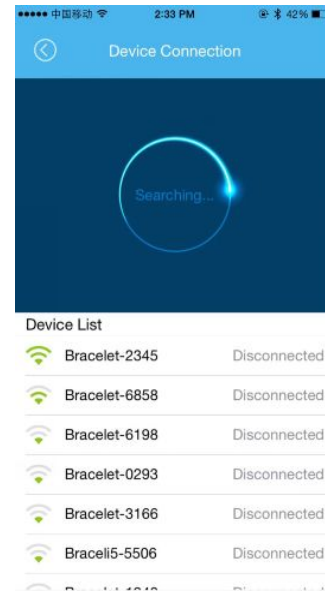 中国移动 2:33 PM 42%
Device Connection
Searching...
Device List
Bracelet-2345 Disconnected
Bracelet-6858 Disconnected
Bracelet-6198 Disconnected
Bracelet-0293 Disconnected
Bracelet-3166 Disconnected
Braceli5-5506 Disconnected